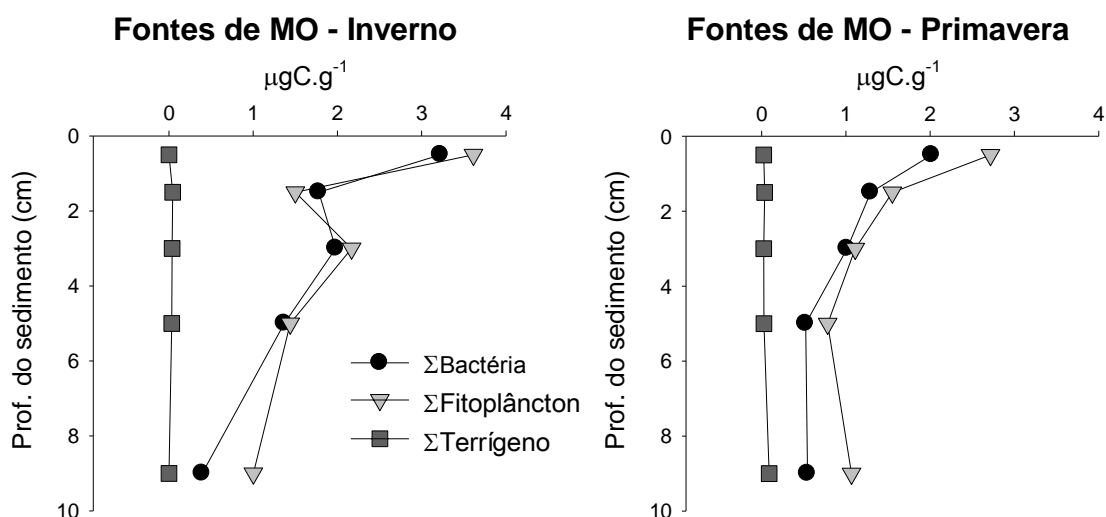 Fontes de MO - Inverno
μgC.g-1
0 1 2 3 4
Prof. do sedimento (cm)
0
2
4
6
8
10
ΣBactéria
ΣFitoplâncton
ΣTerrígeno
Fontes de MO - Primavera
μgC.g-1
0 1 2 3 4
Prof. do sedimento (cm)
0
2
4
6
8
10